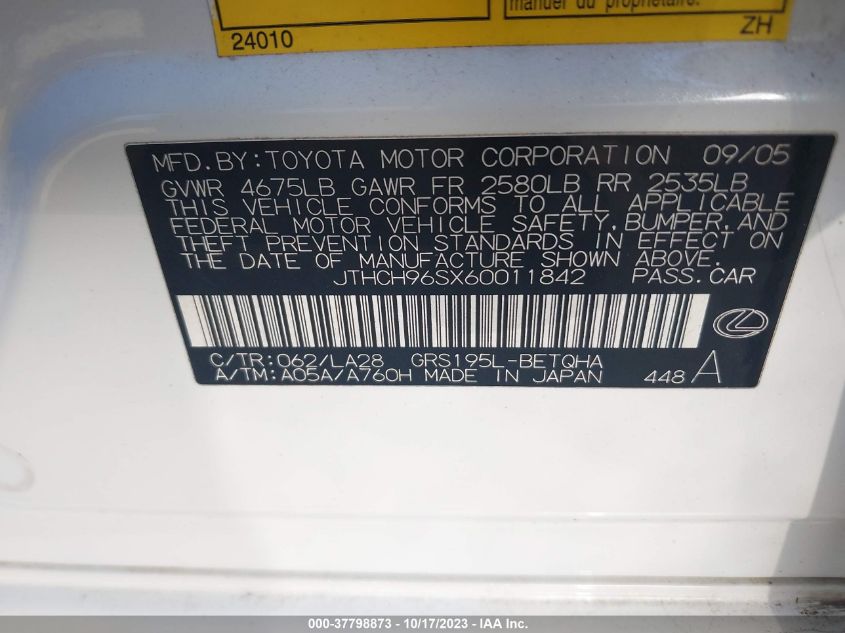 manuel du propriétaire.
24010
ZH
MFD. BY: TOYOTA MOTOR CORPORATION 09/05
GVWR 4675LB GAWR FR 2580LB RR 2535LB
THIS VEHICLE CONFORMS TO ALL APPLICABLE
FEDERAL MOTOR VEHICLE SAFETY, BUMPER, AND
THEFT PREVENTION STANDARDS IN EFFECT ON
THE DATE OF MANUFACTURE SHOWN ABOVE.
JTHCH96SX60011842 PASS. CAR
C/TR: 062/LA28 GRS195L-BETQHA
A/TM: A05A/A760H MADE IN JAPAN 448 A
000-37798873 - 10/17/2023 - IAA Inc.